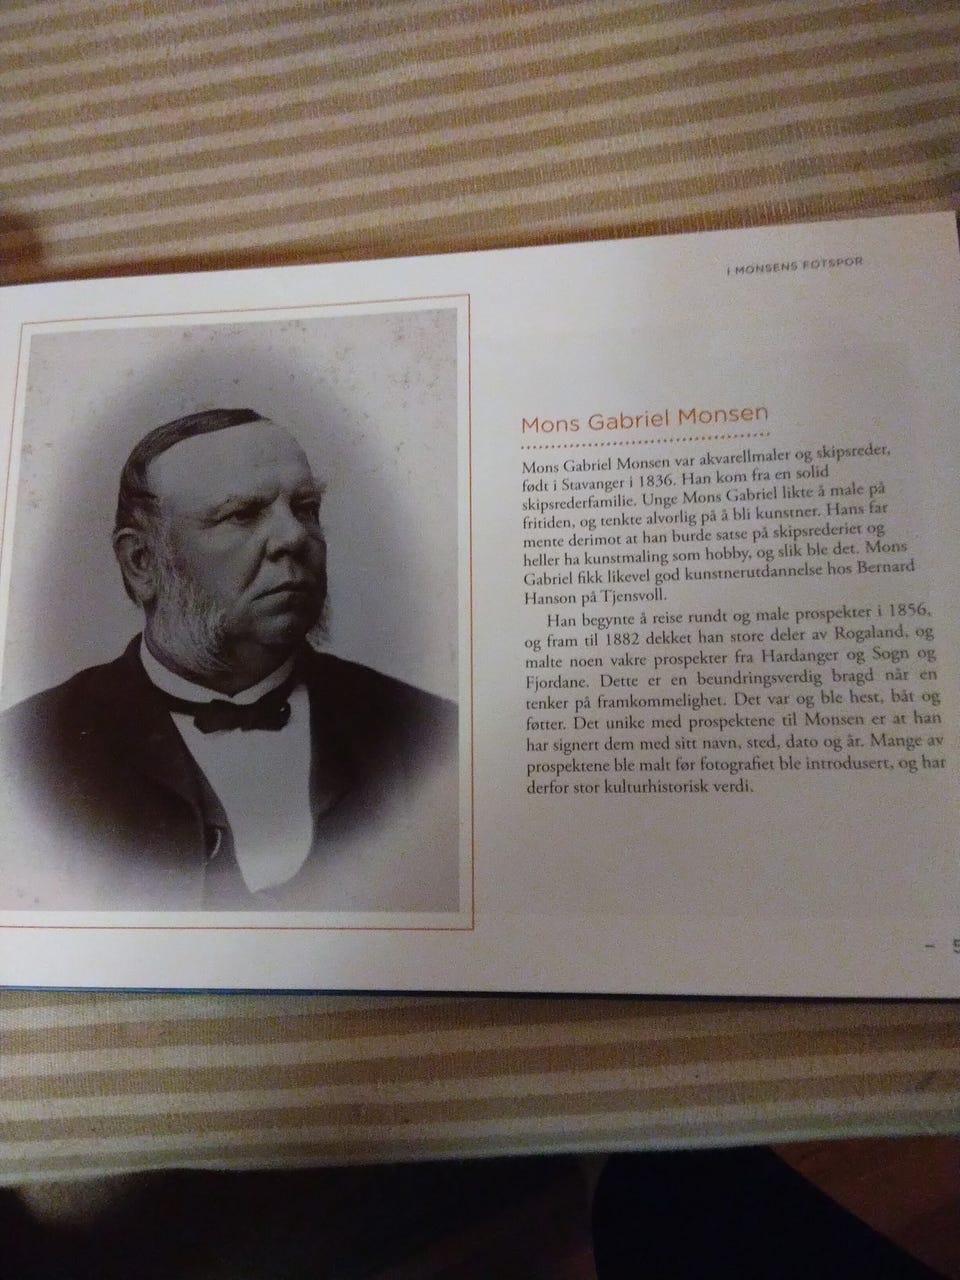 I MONSENS FOTSPOR
Mons Gabriel Monsen
Mons Gabriel Monsen var akvarellmaler og skipsreder,
født i Stavanger i 1836. Han kom fra en solid
skipsrederfamilie. Unge Mons Gabriel likte å male på
fritiden, og tenkte alvorlig på å bli kunstner. Hans far
mente derimot at han burde satse på skipsrederiet og
heller ha kunstmaling som hobby, og slik ble det. Mons
Gabriel fikk likevel god kunstnerutdannelse hos Bernard
Hanson på Tjensvoll.
Han begynte å reise rundt og male prospekter i 1856,
og fram til 1882 dekket han store deler av Rogaland, og
malte noen vakre prospekter fra Hardanger og Sogn og
Fjordane. Dette er en beundringsverdig bragd når en
tenker på framkommelighet. Det var og ble hest, båt og
føtter. Det unike med prospektene til Monsen er at han
har signert dem med sitt navn, sted, dato og år. Mange av
prospektene ble malt før fotografiet ble introdusert, og har
derfor stor kulturhistorisk verdi.
– 5